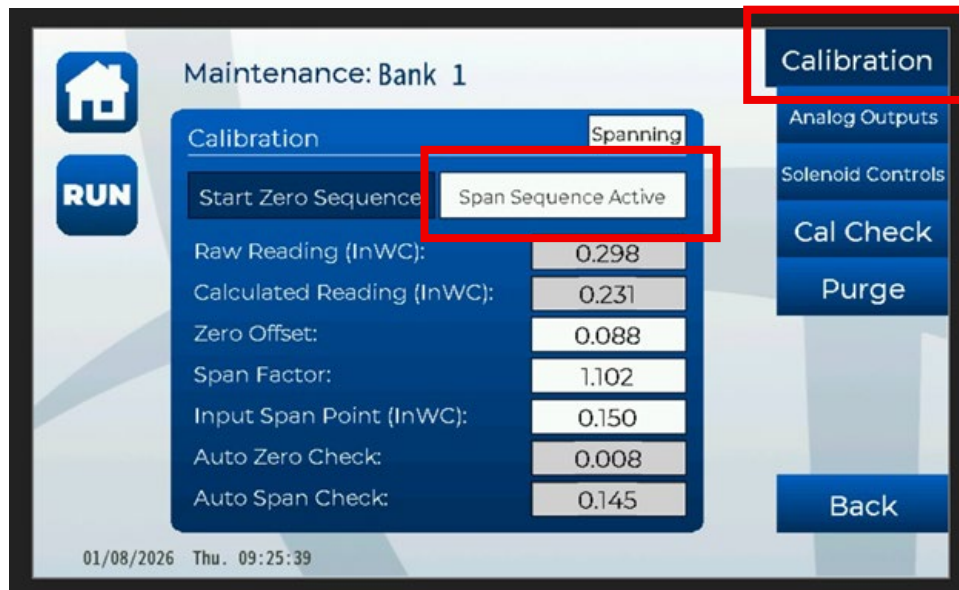 Maintenance: Bank 1
Calibration
Calibration
Spanning
Analog Outputs
RUN
Start Zero Sequence
Span Sequence Active
Solenoid Controls
Raw Reading (InWC): 0.298
Cal Check
Calculated Reading (InWC): 0.231
Purge
Zero Offset: 0.088
Span Factor: 1.102
Input Span Point (InWC): 0.150
Auto Zero Check: 0.008
Auto Span Check: 0.145
Back
01/08/2026 Thu. 09:25:39